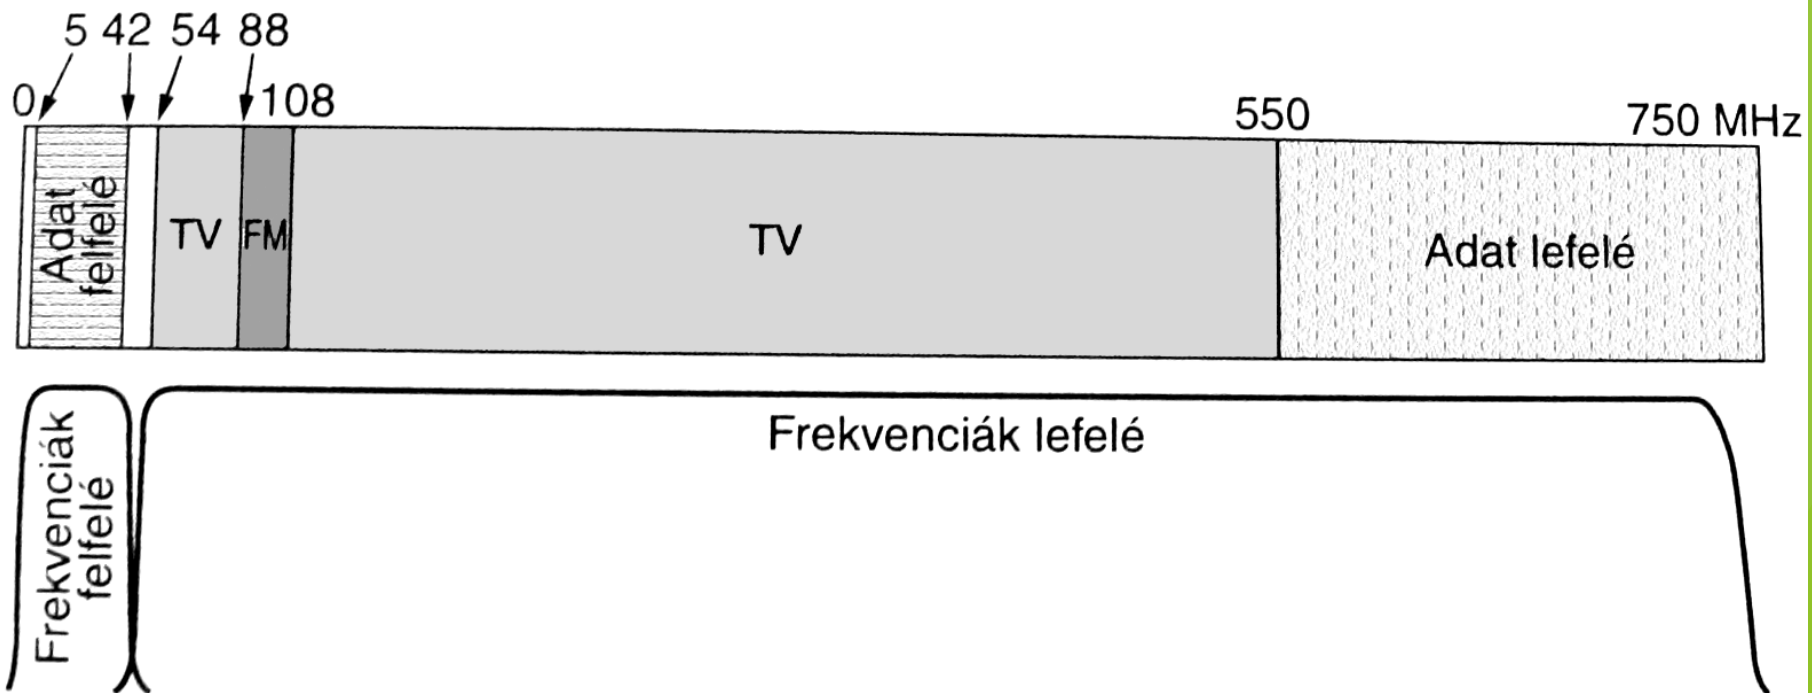 5 42 54 88
0 108 550 750 MHz
Adat
felfelé
TV
FM
TV
Adat lefelé
Frekvenciák
felfelé
Frekvenciák lefelé